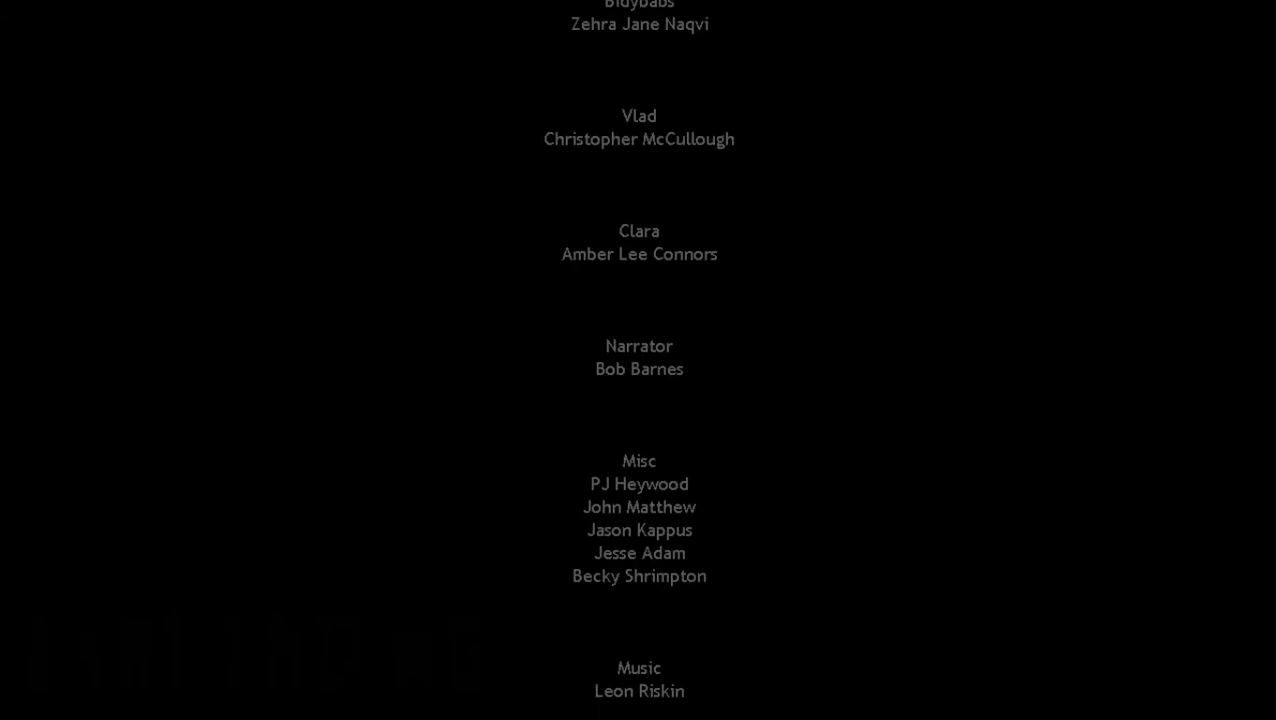 Bidybabs
Zehra Jane Naqvi
Vlad
Christopher McCullough
Clara
Amber Lee Connors
Narrator
Bob Barnes
Misc
PJ Heywood
John Matthew
Jason Kappus
Jesse Adam
Becky Shrimpton
Music
Leon Riskin